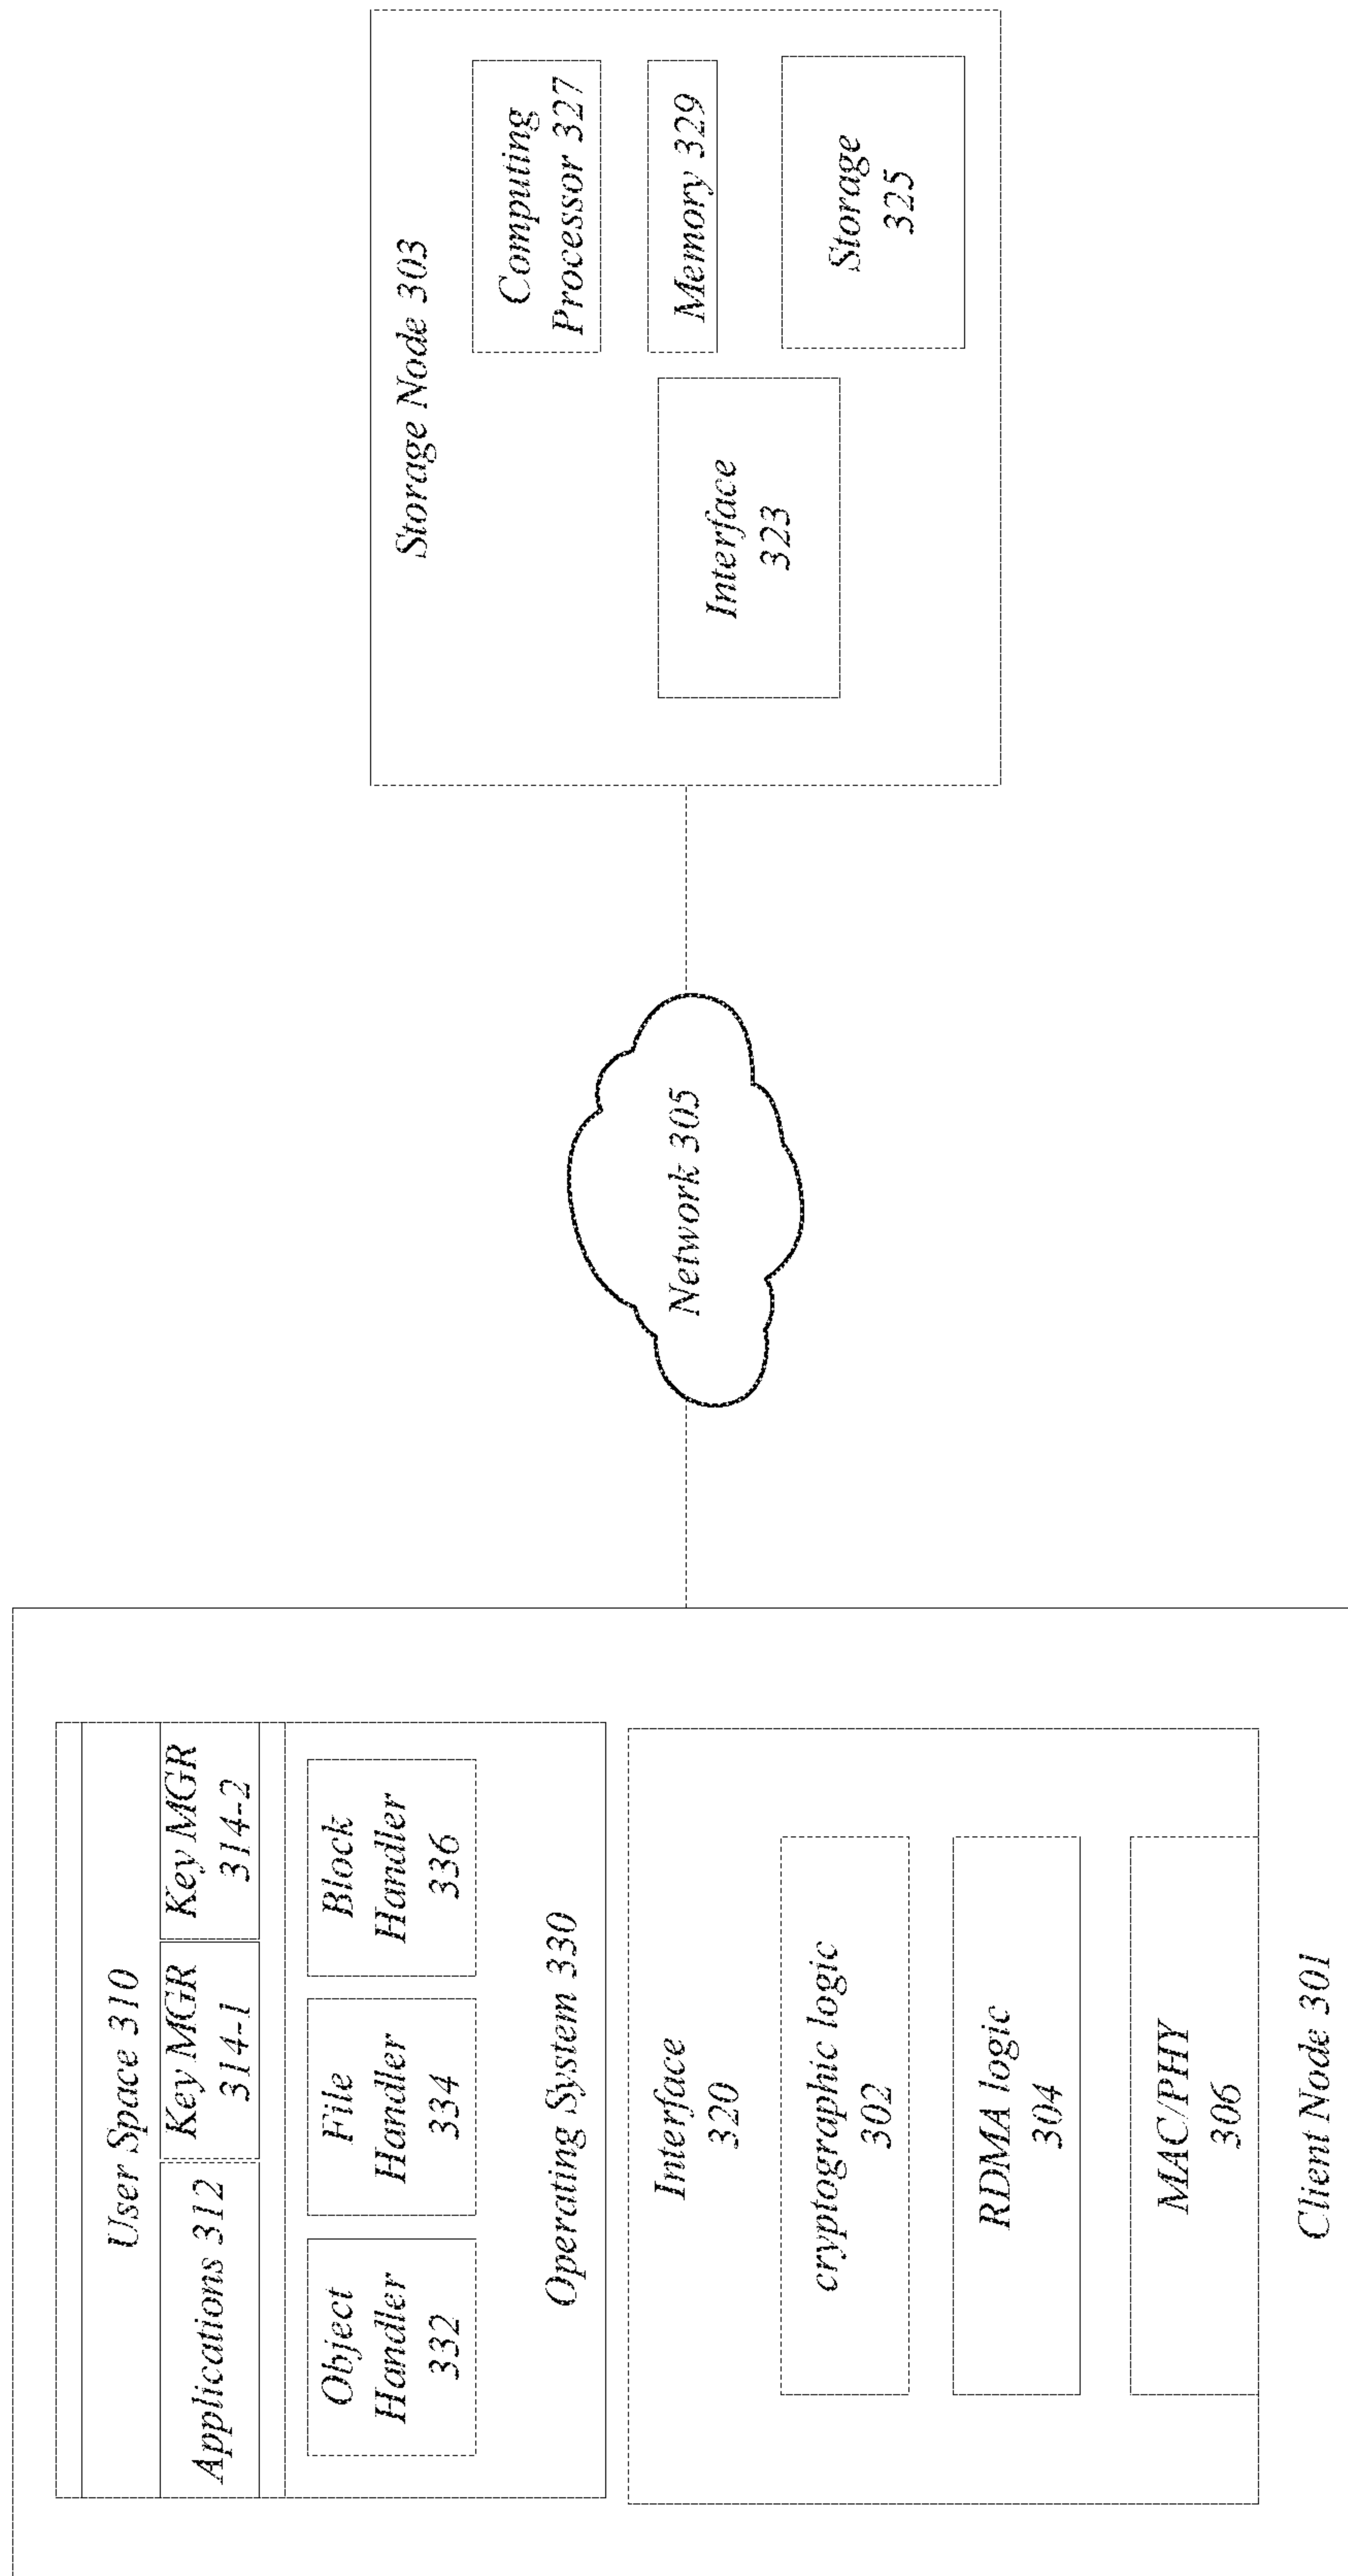 User Space 310
Applications 312
Key MGR
314-1
Key MGR
314-2
Object
Handler
332
File
Handler
334
Block
Handler
336
Operating System 330
Interface
320
cryptographic logic
302
RDMA logic
304
MAC/PHY
306
Client Node 301
Network 305
Storage Node 303
Interface
323
Computing
Processor 327
Memory 329
Storage
325